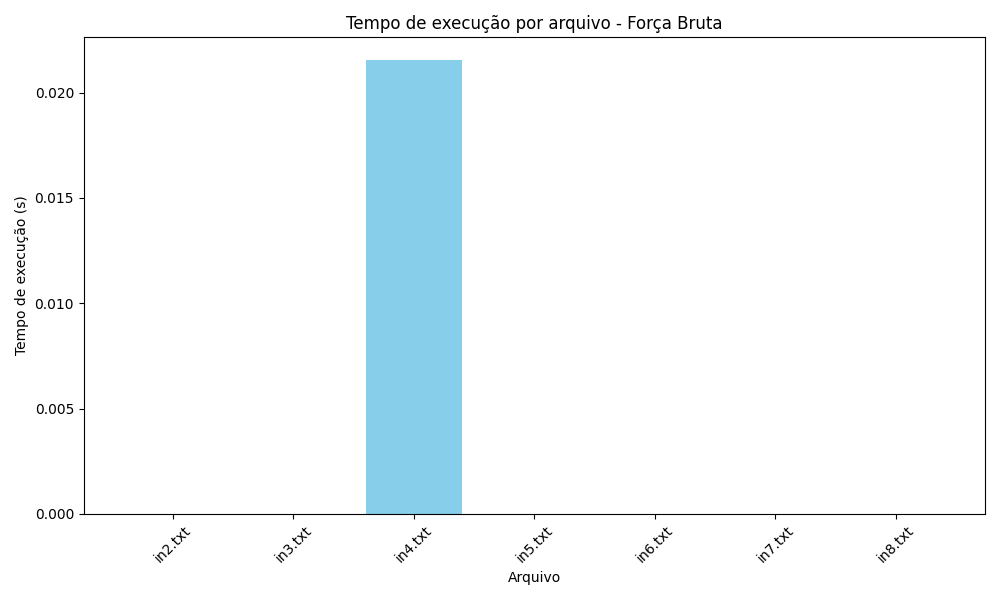 Tempo de execução por arquivo - Força Bruta
Tempo de execução (s)
0.020
0.015
0.010
0.005
0.000
in2.txt
in3.txt
in4.txt
in5.txt
in6.txt
in7.txt
in8.txt
Arquivo